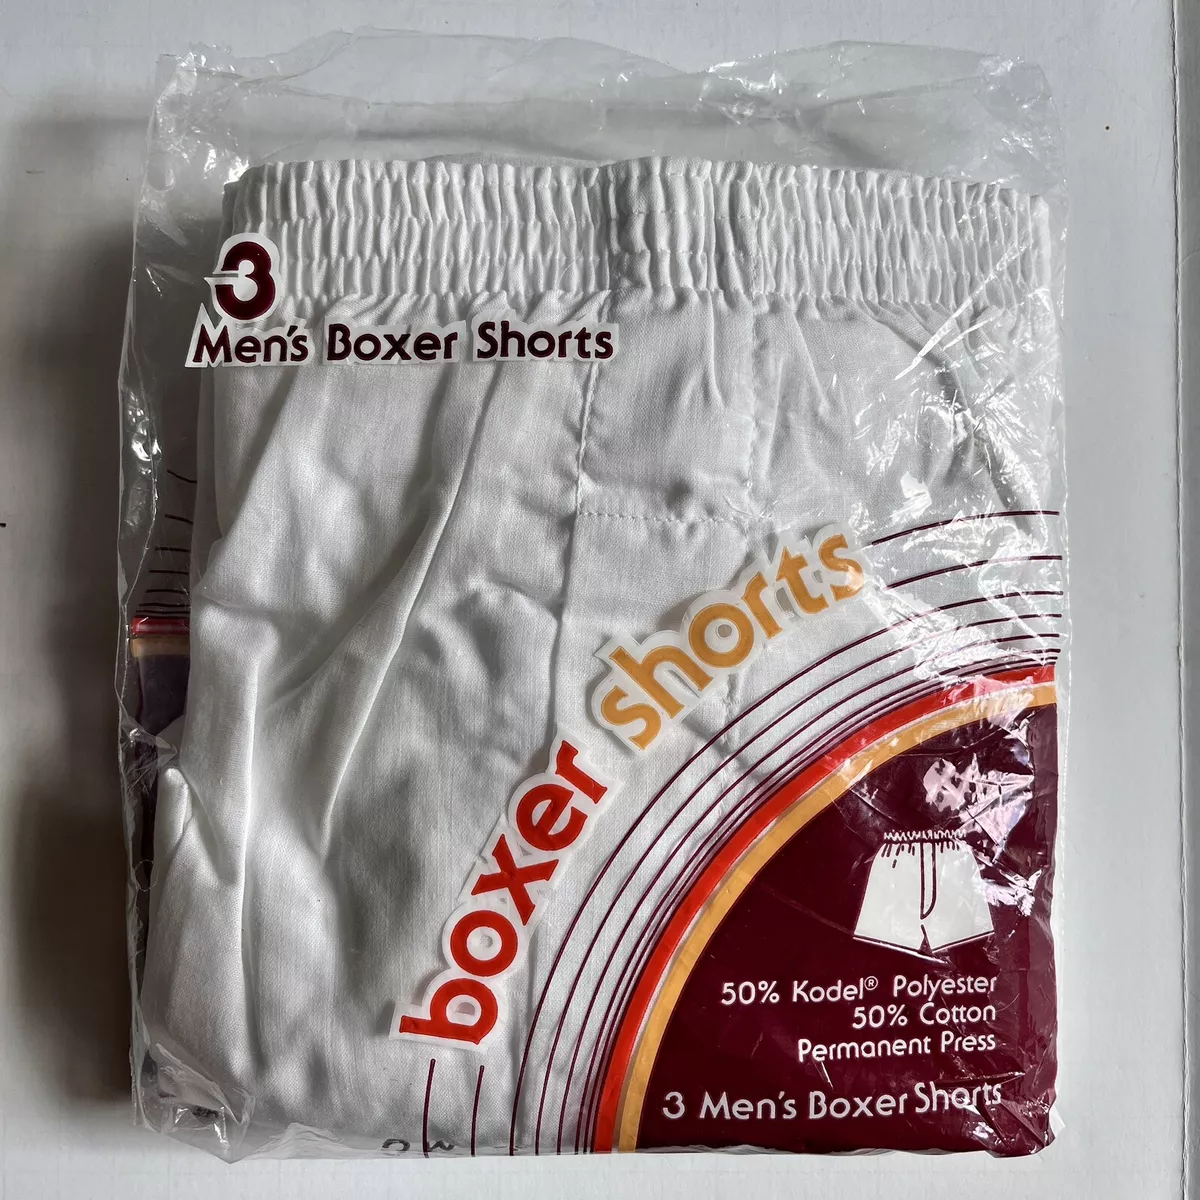 3
Men's Boxer Shorts
boxer shorts
50% Kodel® Polyester
50% Cotton
Permanent Press
3 Men's Boxer Shorts